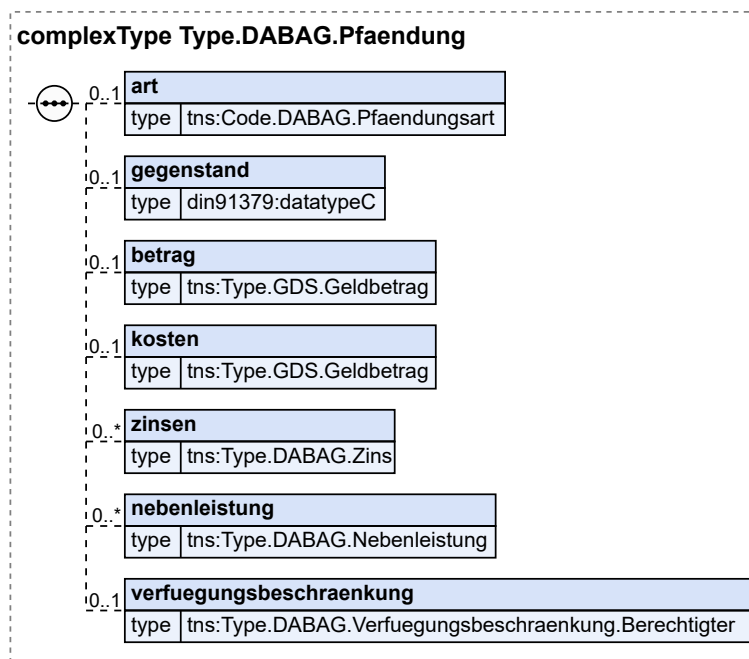 complexType Type.DABAG.Pfaendung
0..1 art
type tns:Code.DABAG.Pfaendungsart
0..1 gegenstand
type din91379:datatypeC
0..1 betrag
type tns:Type.GDS.Geldbetrag
0..1 kosten
type tns:Type.GDS.Geldbetrag
0..* zinsen
type tns:Type.DABAG.Zins
0..* nebenleistung
type tns:Type.DABAG.Nebenleistung
0..1 verfuegungsbeschraenkung
type tns:Type.DABAG.Verfuegungsbeschraenkung.Berechtigter